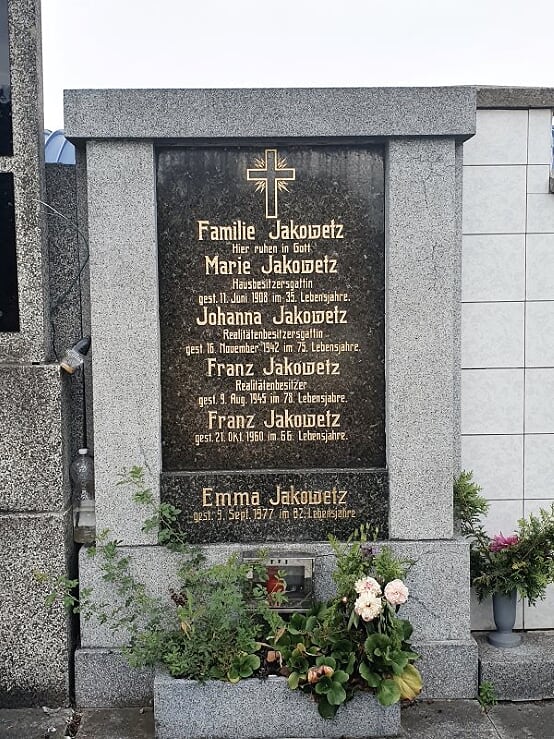 Familie Jakowetz
Hier ruhen in Gott
Marie Jakowetz
Hausbesitzersgattin
gest. 11. Juni 1908 im 35. Lebensjahre.
Johanna Jakowetz
Realitätenbesitzersgattin
gest. 16. November 1942 im 75. Lebensjahre.
Franz Jakowetz
Realitätenbesitzer
gest. 9. Aug. 1945 im 78. Lebensjahre.
Franz Jakowetz
gest. 21. Okt. 1960 im 66. Lebensjahre.
Emma Jakowetz
gest. 9. Sept. 1977 im 82. Lebensjahre